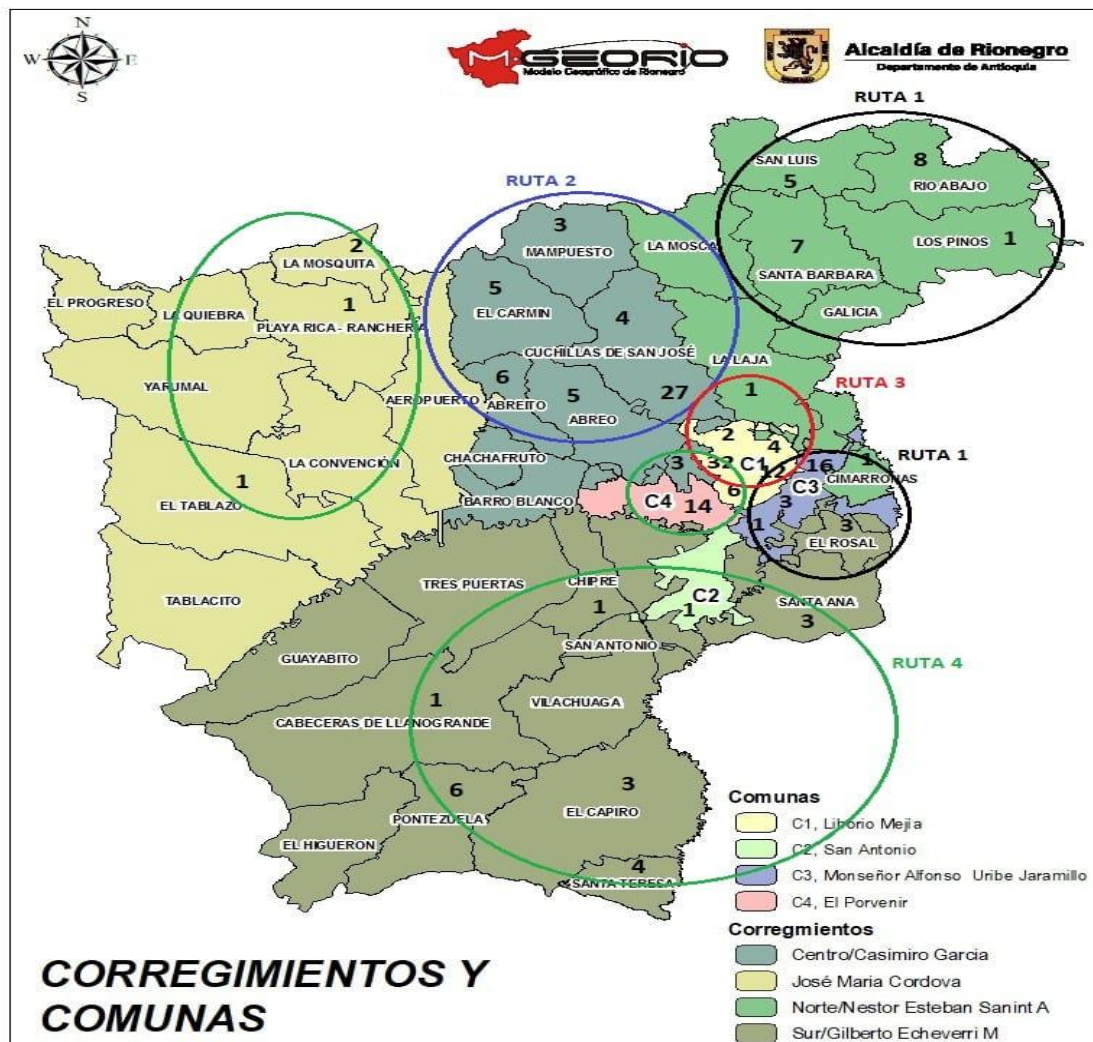 N
W E
S
M-GEORIO
Modelo Geográfico de Rionegro
Alcaldía de Rionegro
Departamento de Antioquia
RUTA 1
SAN LUIS
5
8
RIO ABAJO
RUTA 2
3
MAMPUESTO
LA MOSCA
7
SANTA BARBARA
LOS PINOS
1
GALICIA
2
LA MOSQUITA
EL PROGRESO
LA QUIEBRA
1
PLAYA RICA - RANCHERÍA
5
EL CARMIN
4
CUCHILLAS DE SAN JOSÉ
LA LAJA
1
RUTA 3
YARUMAL
AEROPUERTO
6
ABREITO
5
ABREO
27
2
4
C1
32
12
6
LA CONVENCIÓN
1
EL TABLAZO
CHACHAFRUTO
BARRO BLANCO
3
C4
14
16
C3
3
1
1
CIMARRONAS
RUTA 1
3
EL ROSAL
TABLACITO
TRES PUERTAS
CHIPRE
1
C2
1
SANTA ANA
3
GUAYABITO
SAN ANTONIO
RUTA 4
1
CABECERAS DE LLANOGRANDE
VILACHUAGA
6
PONTEZUELA
3
EL CAPIRO
EL HIGUERON
4
SANTA TERESA
Comunas
C1, Liborio Mejia
C2, San Antonio
C3, Monseñor Alfonso Uribe Jaramillo
C4, El Porvenir
Corregmientos
Centro/Casimiro Garcia
José Maria Cordova
Norte/Nestor Esteban Sanint A
Sur/Gilberto Echeverri M
CORREGIMIENTOS Y
COMUNAS